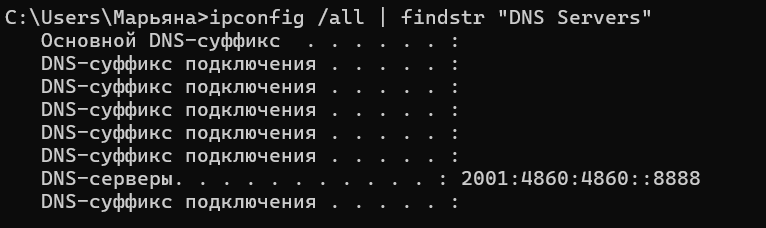 C:\Users\Марьяна>ipconfig /all | findstr "DNS Servers"
Основной DNS-суффикс . . . . . . :
DNS-суффикс подключения . . . . . :
DNS-суффикс подключения . . . . . :
DNS-суффикс подключения . . . . . :
DNS-суффикс подключения . . . . . :
DNS-суффикс подключения . . . . . :
DNS-серверы. . . . . . . . . . . : 2001:4860:4860::8888
DNS-суффикс подключения . . . . . :